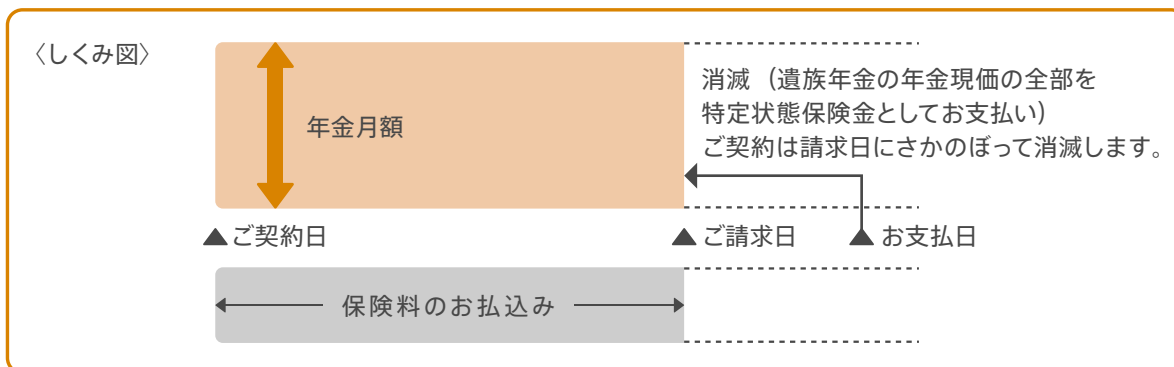 〈しくみ図〉
年金月額
消滅 （遺族年金の年金現価の全部を
特定状態保険金としてお支払い）
ご契約は請求日にさかのぼって消滅します。
▲ご契約日
▲ご請求日
▲お支払日
保険料のお払込み